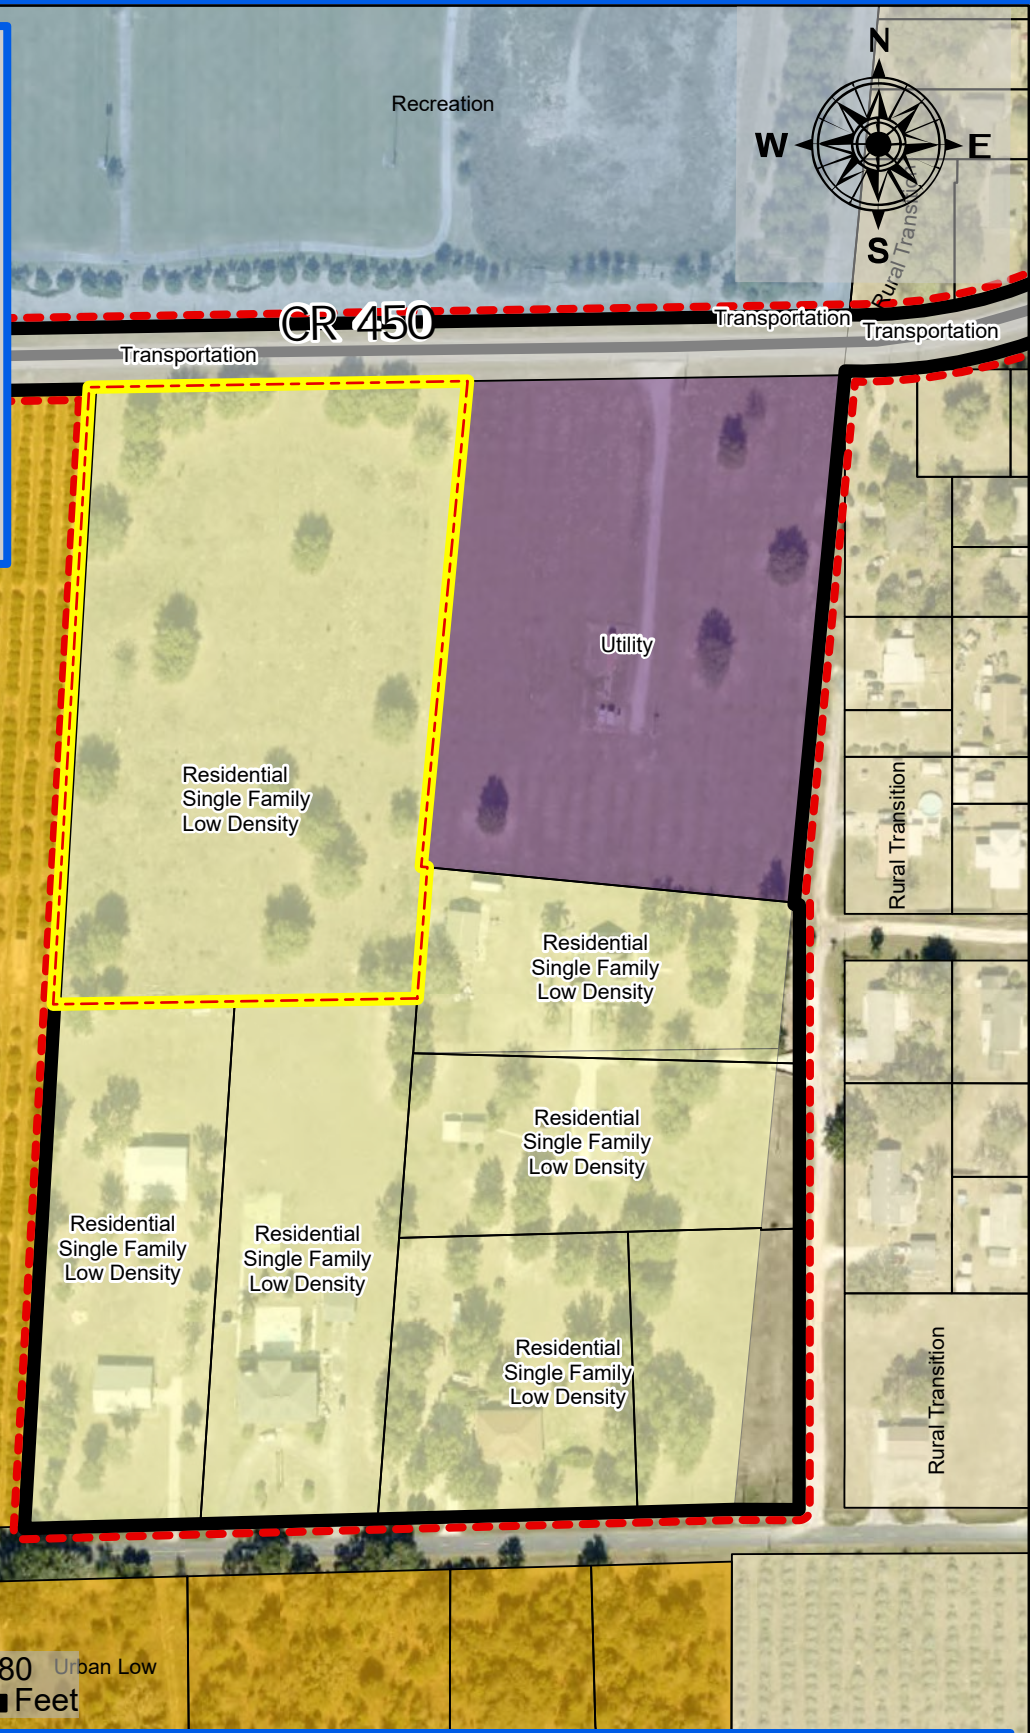 Recreation
N
W
E
S
Rural Transition
CR 450
Transportation
Transportation
Transportation
Utility
Residential
Single Family
Low Density
Rural Transition
Residential
Single Family
Low Density
Residential
Single Family
Low Density
Residential
Single Family
Low Density
Residential
Single Family
Low Density
Residential
Single Family
Low Density
Rural Transition
80
Feet
Urban Low